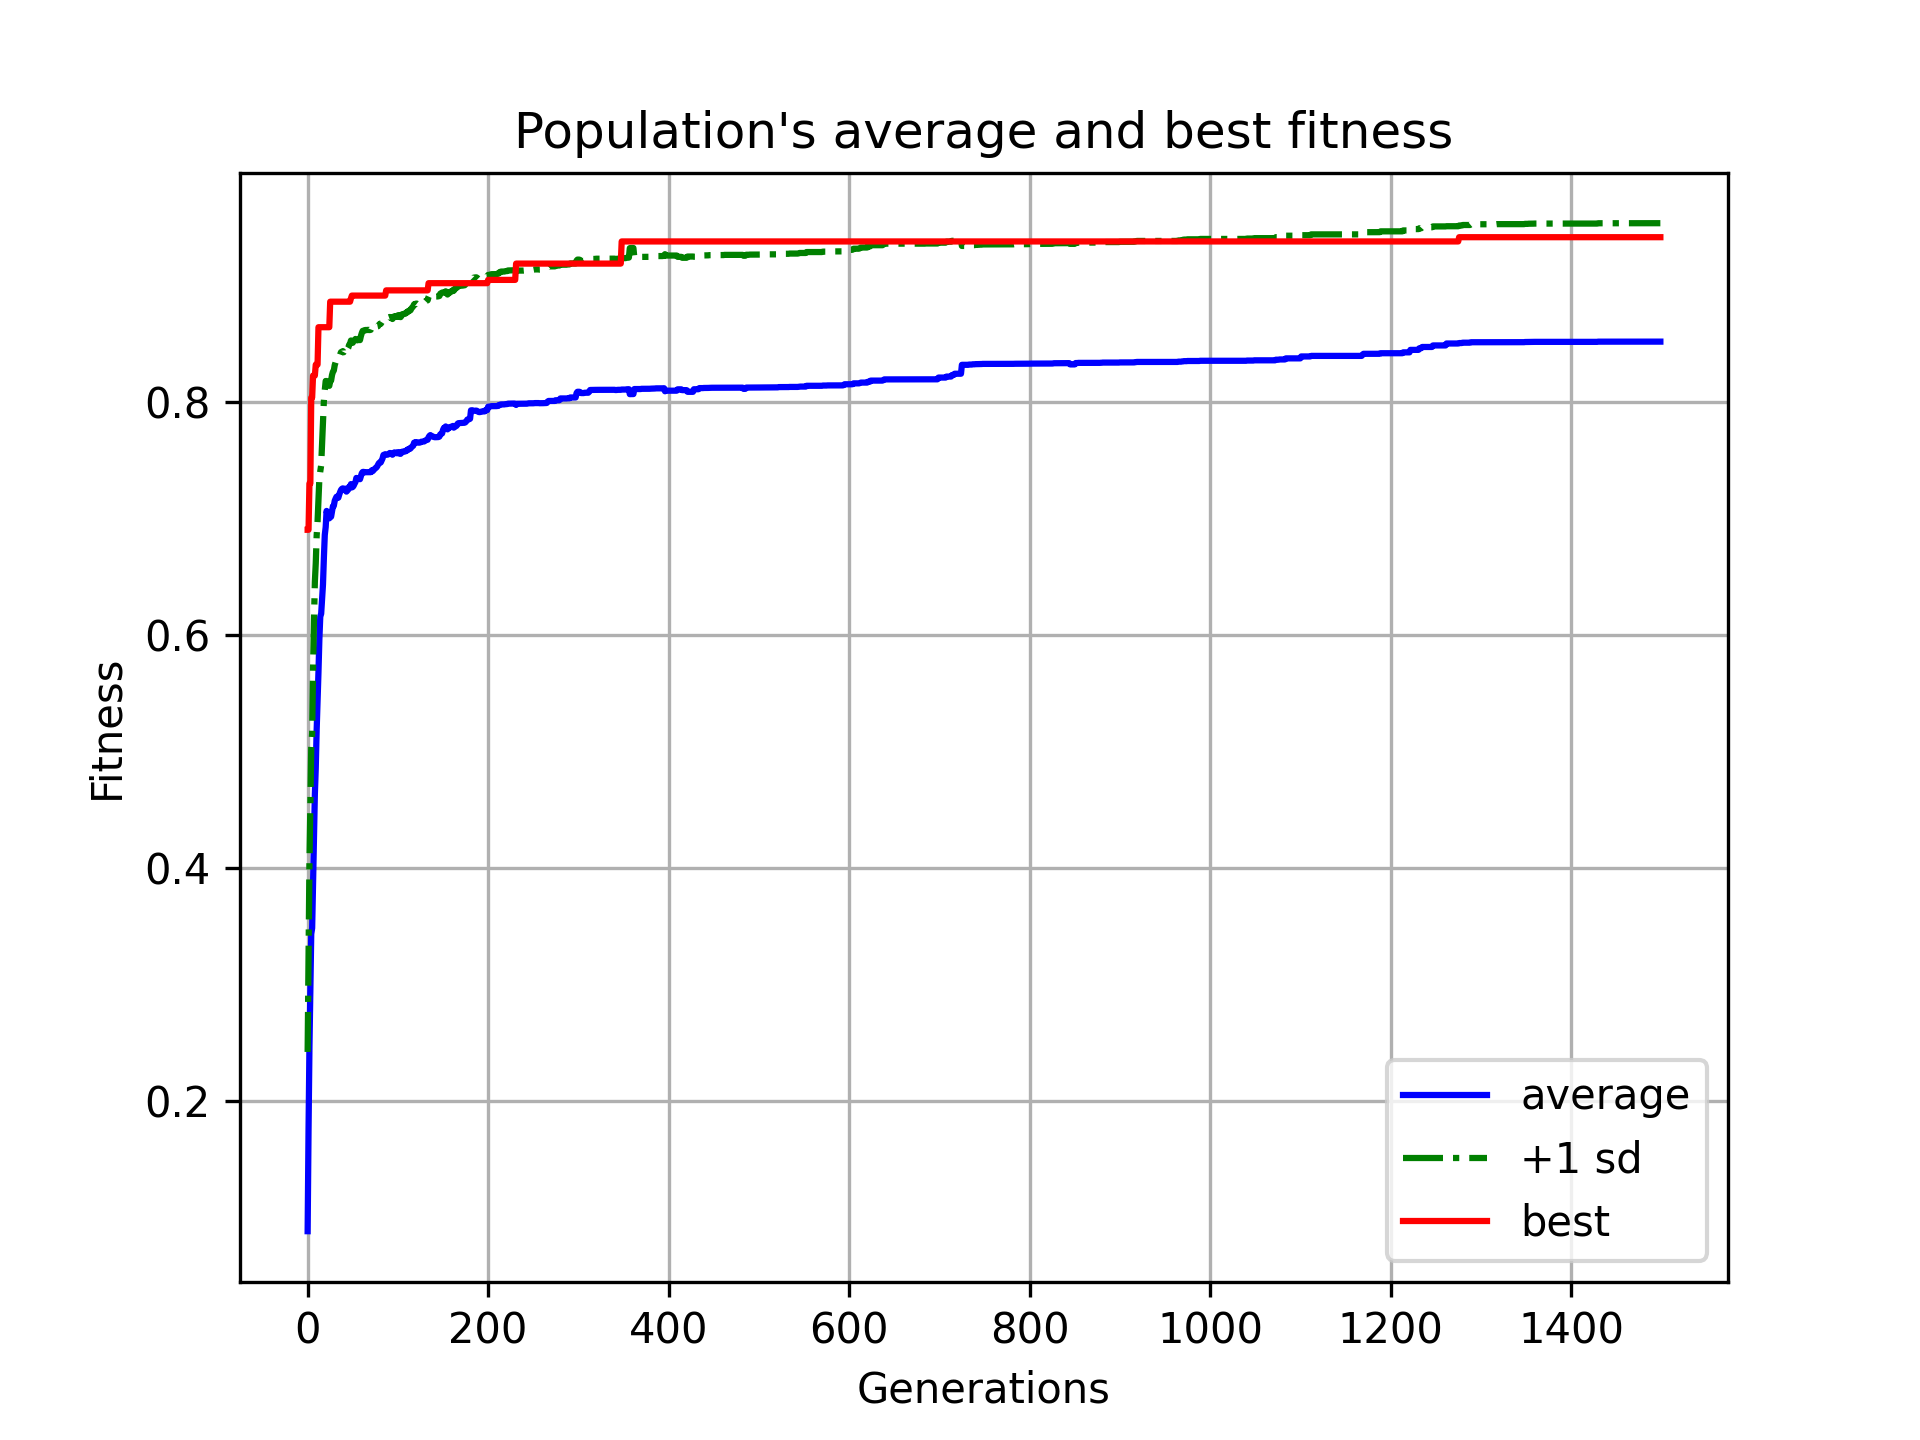 Population's average and best fitness
Fitness
0.8
0.6
0.4
0.2
0 200 400 600 800 1000 1200 1400
Generations
average
+1 sd
best